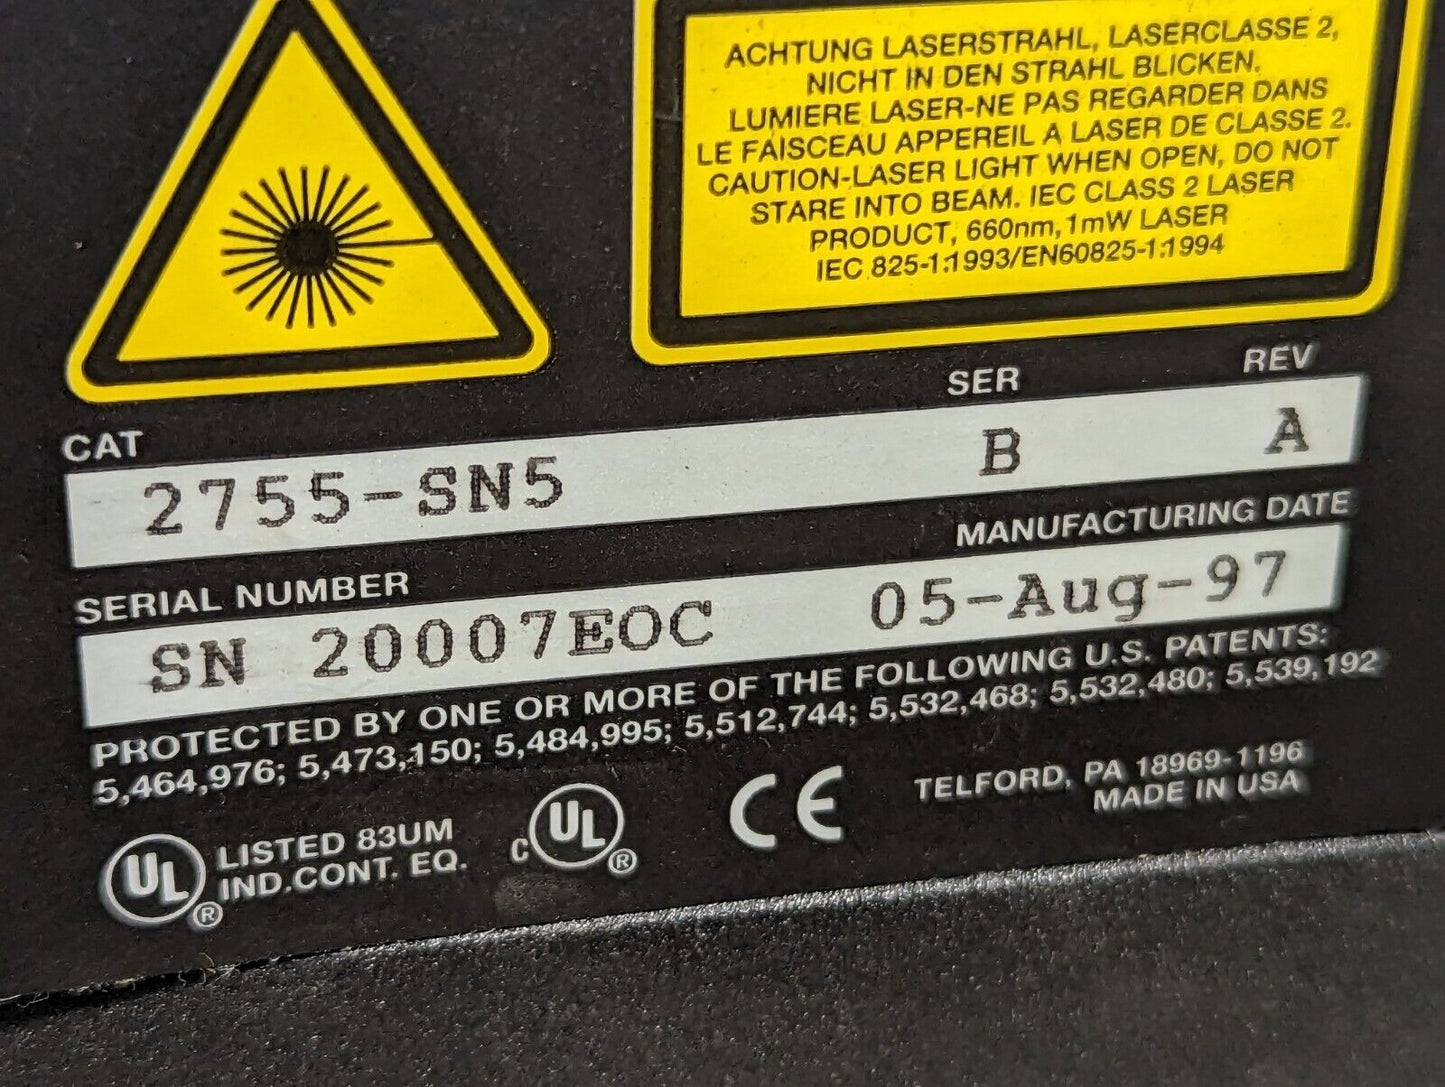 ACHTUNG LASERSTRAHL, LASERCLASSE 2,
NICHT IN DEN STRAHL BLICKEN.
LUMIERE LASER-NE PAS REGARDER DANS
LE FAISCEAU APPEREIL A LASER DE CLASSE 2.
CAUTION-LASER LIGHT WHEN OPEN, DO NOT
STARE INTO BEAM. IEC CLASS 2 LASER
PRODUCT, 660nm, 1mW LASER
IEC 825-1:1993/EN60825-1:1994
CAT SER REV
2755-SN5 B A
SERIAL NUMBER MANUFACTURING DATE
SN 20007EOC 05-Aug-97
PROTECTED BY ONE OR MORE OF THE FOLLOWING U.S. PATENTS:
5,464,976; 5,473,150; 5,484,995; 5,512,744; 5,532,468; 5,532,480; 5,539,192
TELFORD, PA 18969-1196
MADE IN USA
UL® LISTED 83UM
IND.CONT. EQ.
C UL®
CE